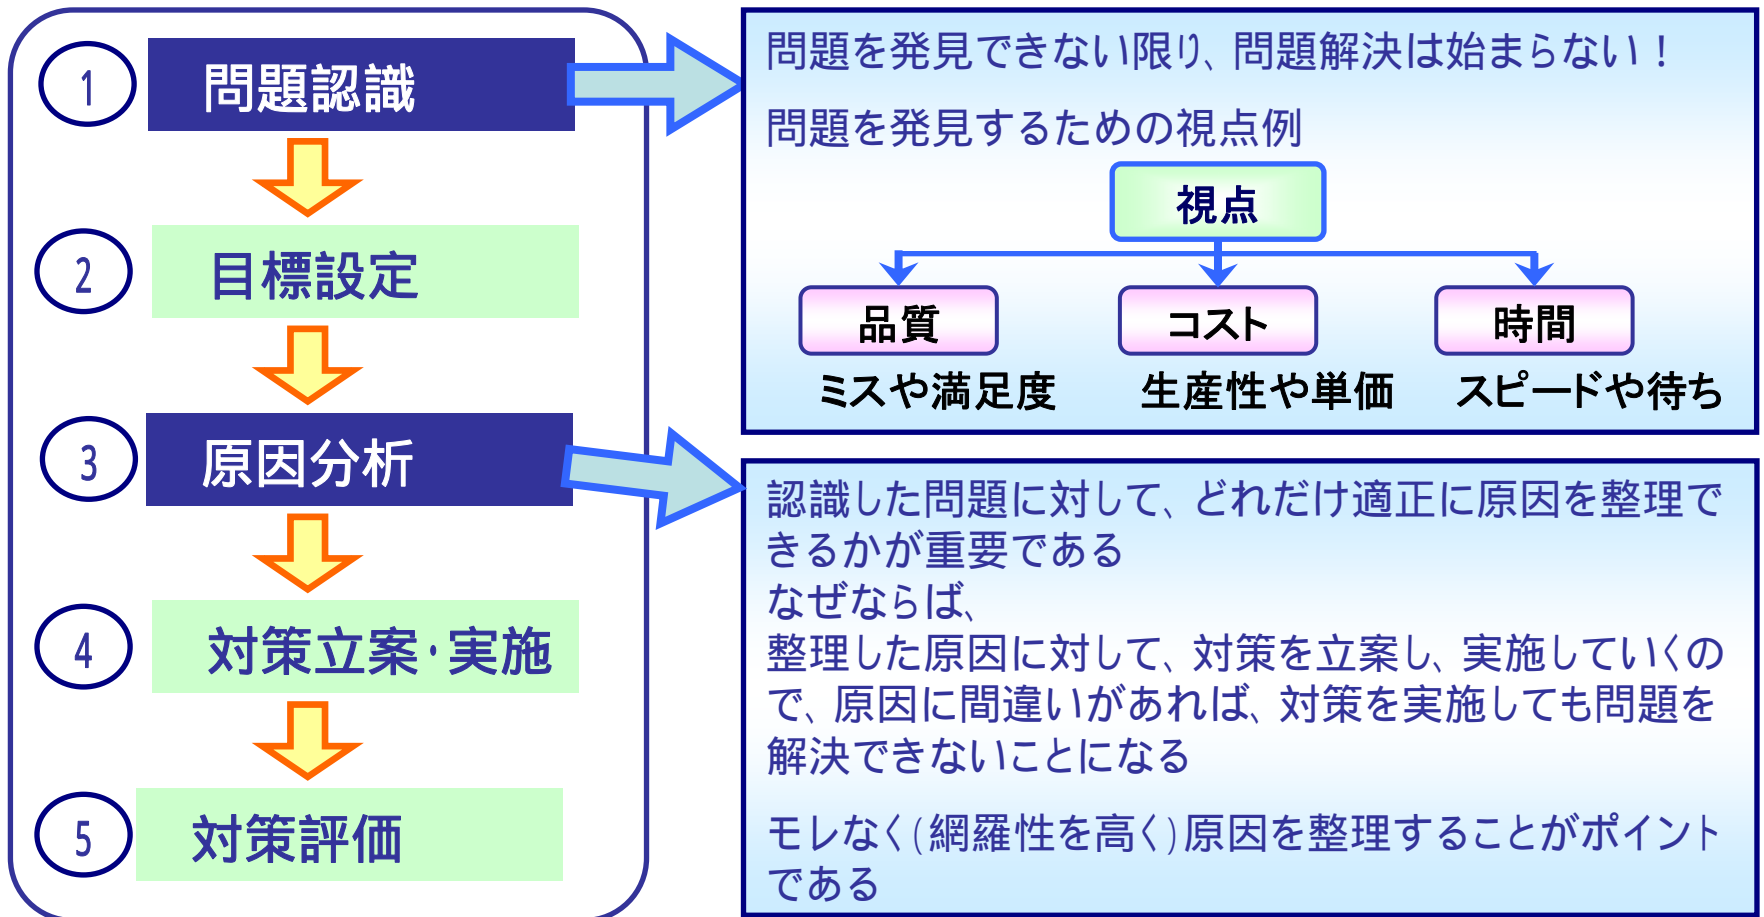 1
問題認識
2
目標設定
3
原因分析
4
対策立案・実施
5
対策評価
問題を発見できない限り、問題解決は始まらない！
問題を発見するための視点例
視点
品質
コスト
時間
ミスや満足度
生産性や単価
スピードや待ち
認識した問題に対して、どれだけ適正に原因を整理で
きるかが重要である
なぜならば、
整理した原因に対して、対策を立案し、実施していくの
で、原因に間違いがあれば、対策を実施しても問題を
解決できないことになる
モレなく(網羅性を高く)原因を整理することがポイント
である